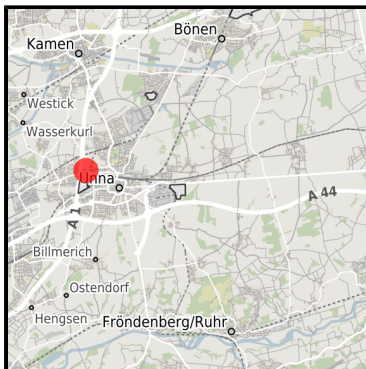 Bönen
Kamen
Westick
Wasserkurl
Unna
A 44
A 1
Billmerich
Ostendorf
Hengsen
Fröndenberg/Ruhr